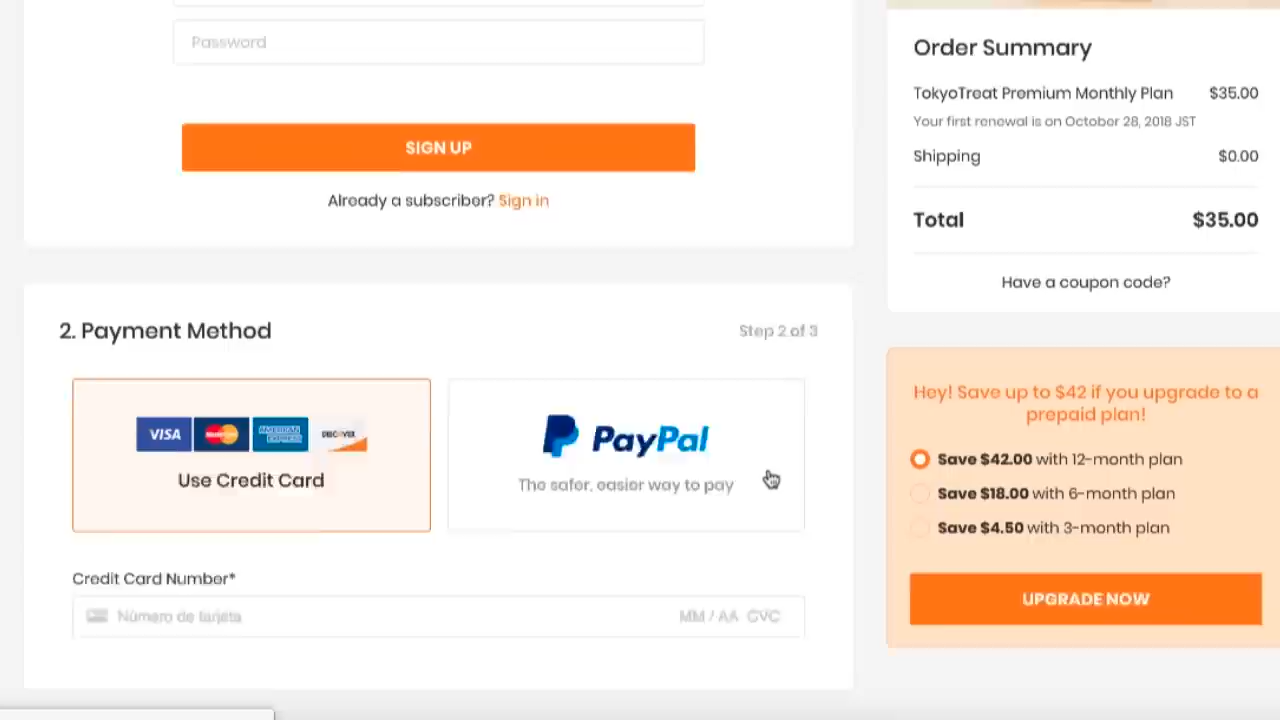 Password
SIGN UP
Already a subscriber? Sign in
2. Payment Method
Step 2 of 3
VISA
MasterCard
AMERICAN EXPRESS
DISCOVER
Use Credit Card
PayPal
The safer, easier way to pay
Credit Card Number*
Número de tarjeta
MM / AA CVC
Order Summary
TokyoTreat Premium Monthly Plan $35.00
Your first renewal is on October 28, 2018 JST
Shipping $0.00
Total $35.00
Have a coupon code?
Hey! Save up to $42 if you upgrade to a
prepaid plan!
Save $42.00 with 12-month plan
Save $18.00 with 6-month plan
Save $4.50 with 3-month plan
UPGRADE NOW